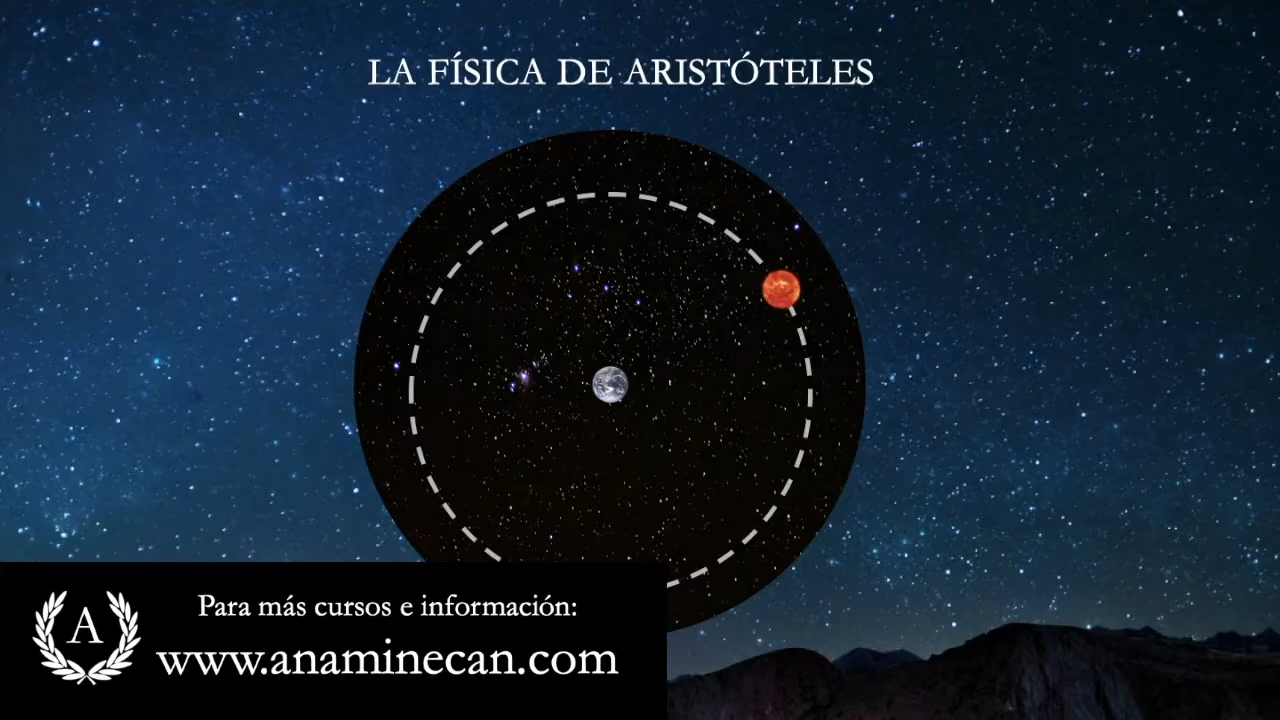 LA FÍSICA DE ARISTÓTELES
Para más cursos e información:
A
www.anaminecan.com